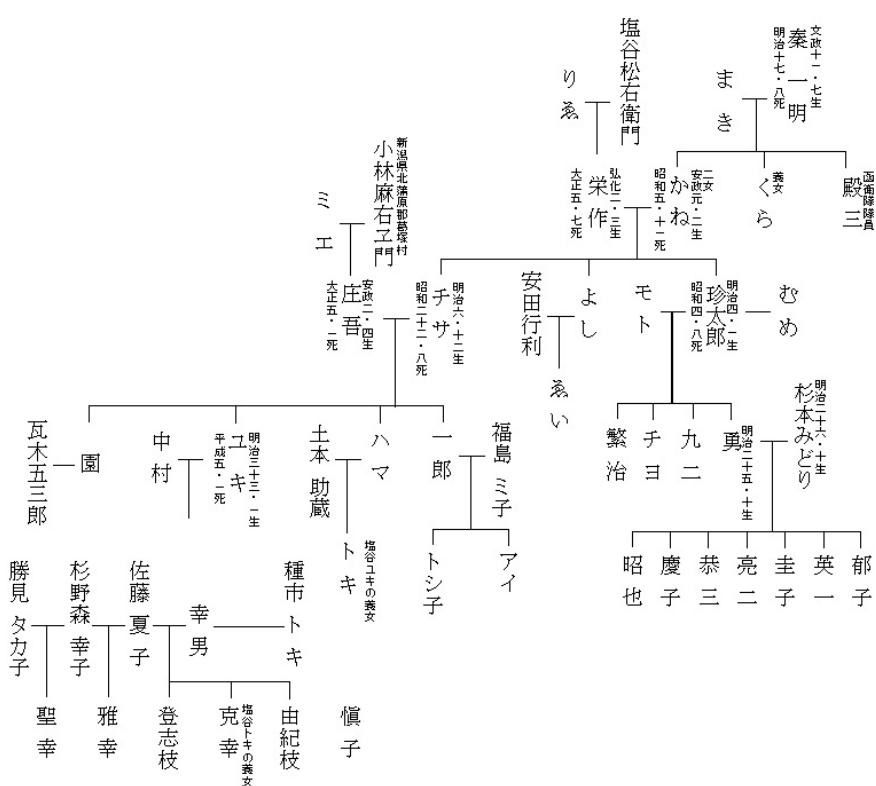 文政十一・七生
秦 一明
明治十七・八死
まき
塩谷松右衛門
りゑ
函衛隊隊員
殿三
義女
くら
二女
安政元・二生
かね
昭和五・十一死
弘化二・三生
栄作
大正五・七死
新潟県北蒲原郡葛塚村
小林麻右ヱ門
ミエ
むめ
明治四・一生
珍太郎
昭和四・八死
モト
よし
安田行利
ゑい
明治六・十二生
チサ
昭和二十二・八死
安政二・四生
庄吾
大正五・一死
明治二十六・十生
杉本みどり
明治二十五・十生
勇
九二
チヨ
繁治
福島 ミ子
一郎
ハマ
土本 助蔵
明治三十三・一生
ユキ
平成五・一死
中村
園
瓦木五三郎
郁子
英一
圭子
亮二
恭三
慶子
昭也
アイ
トシ子
塩谷ユキの義女
トキ
種市トキ
幸男
佐藤 夏子
杉野森 幸子
勝見 タカ子
愼子
由紀枝
塩谷トキの義女
克幸
登志枝
雅幸
聖幸